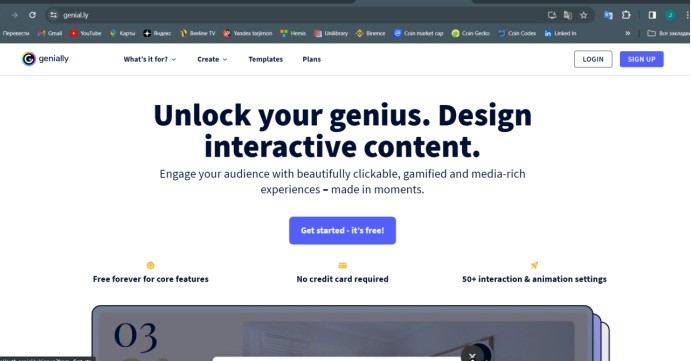 genial.ly
Перевести Gmail YouTube Карты Яндекс Beeline TV Yandex tarjimon Hemis Unilibrary Binence Coin market cap Coin Gecko Coin Codex Linked In » Все закладки
genially What's it for? Create Templates Plans LOGIN SIGN UP
Unlock your genius. Design
interactive content.
Engage your audience with beautifully clickable, gamified and media-rich
experiences – made in moments.
Get started - it's free!
Free forever for core features No credit card required 50+ interaction & animation settings
03